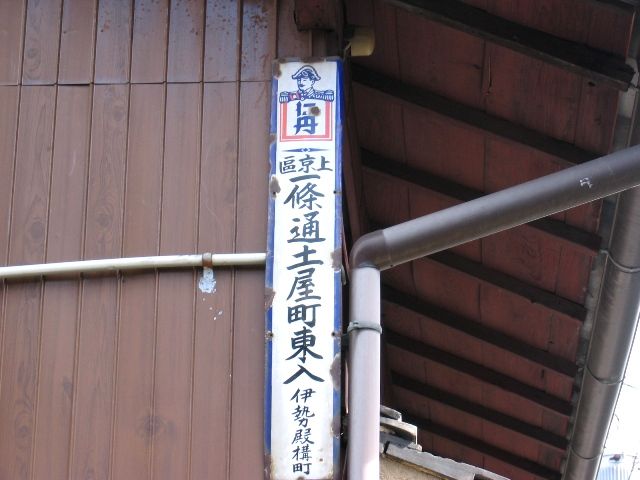 仁丹
上京區
一條通土屋町東入
伊勢殿構町